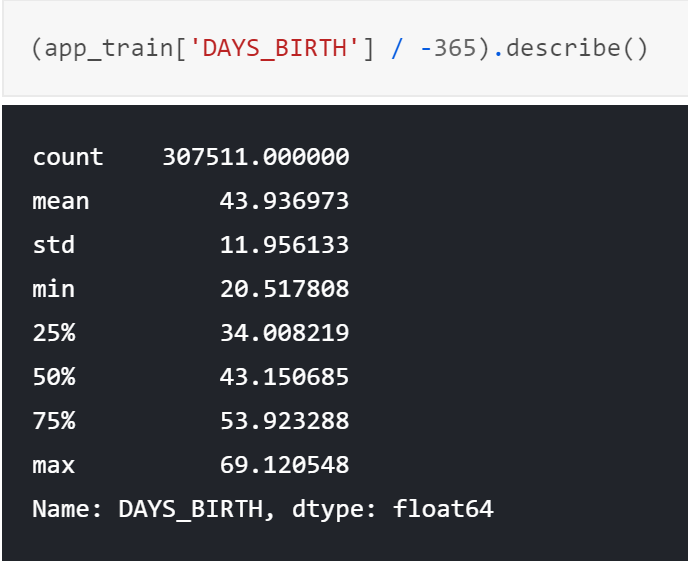 (app_train['DAYS_BIRTH'] / -365).describe()
count    307511.000000
mean         43.936973
std          11.956133
min          20.517808
25%          34.008219
50%          43.150685
75%          53.923288
max          69.120548
Name: DAYS_BIRTH, dtype: float64